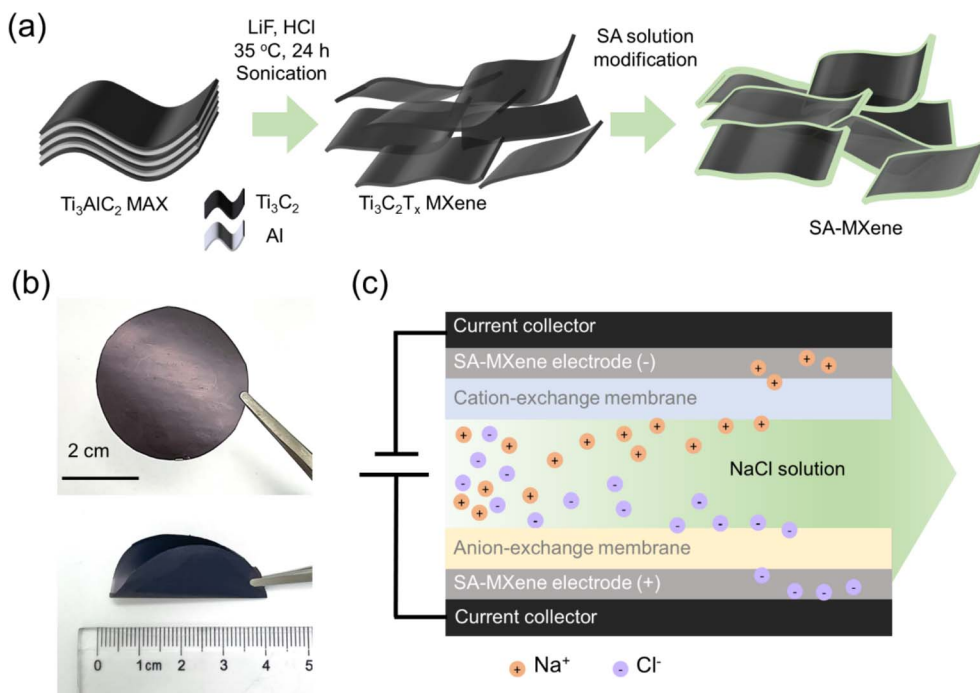 (a)
LiF, HCl
35 °C, 24 h
Sonication
SA solution
modification
Ti₃AlC₂ MAX
Ti₃C₂
Al
Ti₃C₂Tₓ MXene
SA-MXene
(b)
2 cm
0 1cm 2 3 4 5
(c)
Current collector
SA-MXene electrode (-)
Cation-exchange membrane
NaCl solution
Anion-exchange membrane
SA-MXene electrode (+)
Current collector
Na⁺
Cl⁻